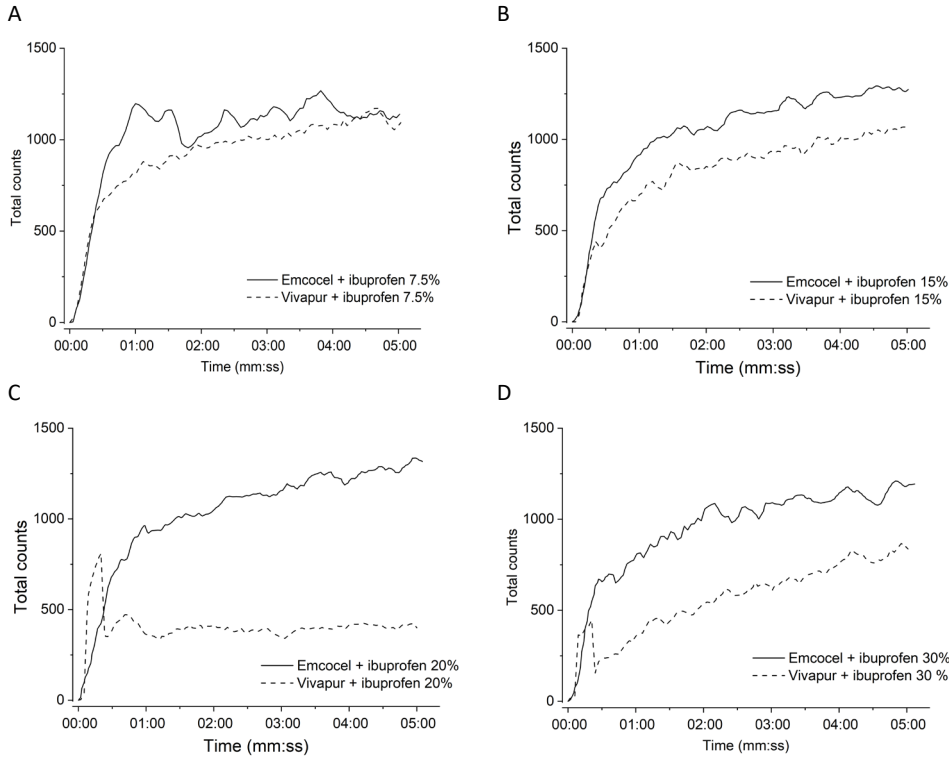 A
1500
1000
500
0
Total counts
Emcocel + ibuprofen 7.5%
Vivapur + ibuprofen 7.5%
00:00 01:00 02:00 03:00 04:00 05:00
Time (mm:ss)
B
1500
1000
500
0
Total counts
Emcocel + ibuprofen 15%
Vivapur + ibuprofen 15%
00:00 01:00 02:00 03:00 04:00 05:00
Time (mm:ss)
C
1500
1000
500
0
Total counts
Emcocel + ibuprofen 20%
Vivapur + ibuprofen 20%
00:00 01:00 02:00 03:00 04:00 05:00
Time (mm:ss)
D
1500
1000
500
0
Total counts
Emcocel + ibuprofen 30%
Vivapur + ibuprofen 30 %
00:00 01:00 02:00 03:00 04:00 05:00
Time (mm:ss)